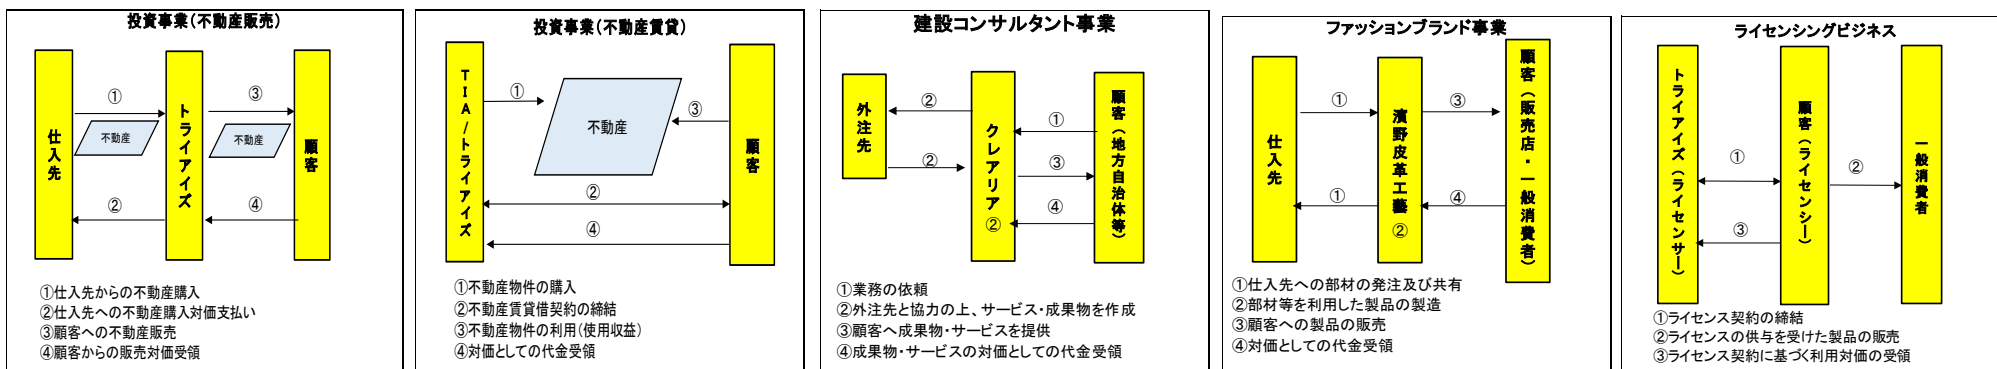 投資事業(不動産販売)
仕入先
トライアイズ
顧客
①
③
不動産
不動産
②
④
①仕入先からの不動産購入
②仕入先への不動産購入対価支払い
③顧客への不動産販売
④顧客からの販売対価受領
投資事業(不動産賃貸)
TIA/トライアイズ
顧客
①
不動産
③
②
④
①不動産物件の購入
②不動産賃貸借契約の締結
③不動産物件の利用(使用収益)
④対価としての代金受領
建設コンサルタント事業
外注先
クレアリア②
顧客(地方自治体等)
②
①
②
③
④
①業務の依頼
②外注先と協力の上、サービス・成果物を作成
③顧客へ成果物・サービスを提供
④成果物・サービスの対価としての代金受領
ファッションブランド事業
仕入先
濱野皮革工藝②
顧客(販売店・一般消費者)
①
③
①
④
①仕入先への部材の発注及び共有
②部材等を利用した製品の製造
③顧客への製品の販売
④対価としての代金受領
ライセンシングビジネス
トライアイズ(ライセンサー)
顧客(ライセンシー)
一般消費者
①
②
③
①ライセンス契約の締結
②ライセンスの供与を受けた製品の販売
③ライセンス契約に基づく利用対価の受領